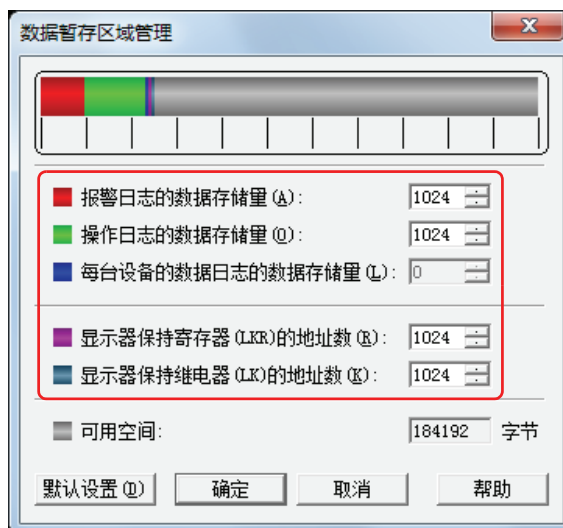 数据暂存区域管理
报警日志的数据存储量(A): 1024
操作日志的数据存储量(O): 1024
每台设备的数据日志的数据存储量(L): 0
显示器保持寄存器(LKR)的地址数(R): 1024
显示器保持继电器(LK)的地址数(K): 1024
可用空间: 184192 字节
默认设置(D) 确定 取消 帮助